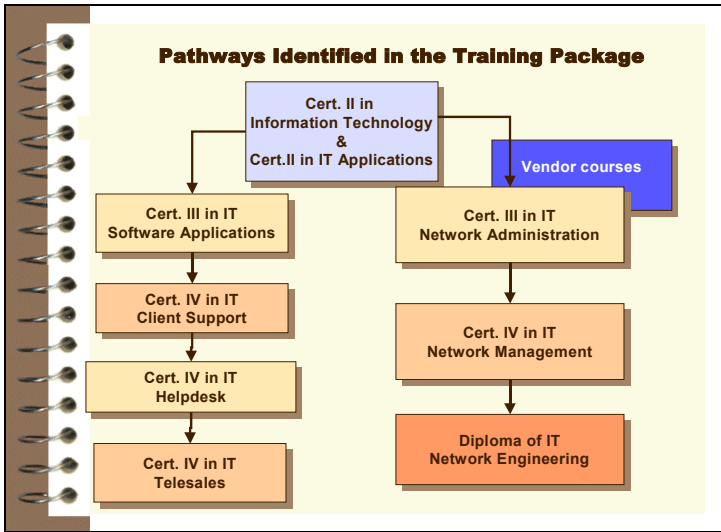 Pathways Identified in the Training Package
Cert. II in
Information Technology
&
Cert.II in IT Applications
Vendor courses
Cert. III in IT
Software Applications
Cert. III in IT
Network Administration
Cert. IV in IT
Client Support
Cert. IV in IT
Network Management
Cert. IV in IT
Helpdesk
Diploma of IT
Network Engineering
Cert. IV in IT
Telesales